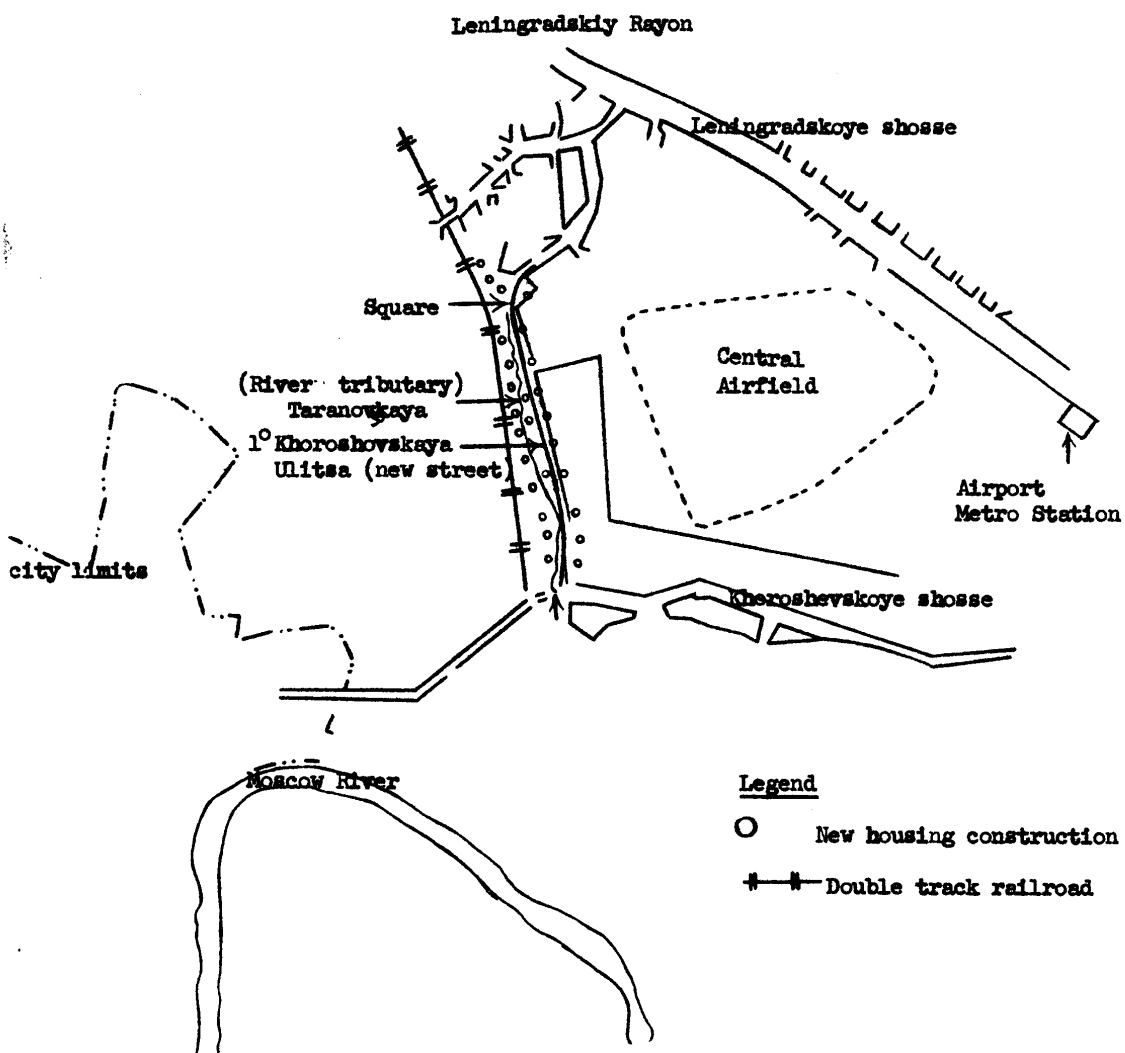 Leningradskiy Rayon
Leningradskoye shosse
Square
Central
Airfield
(River tributary)
Taranovskaya
1° Khoroshovskaya
Ulitsa (new street)
Airport
Metro Station
city limits
Khoroshevskoye shosse
Moscow River
Legend
New housing construction
Double track railroad